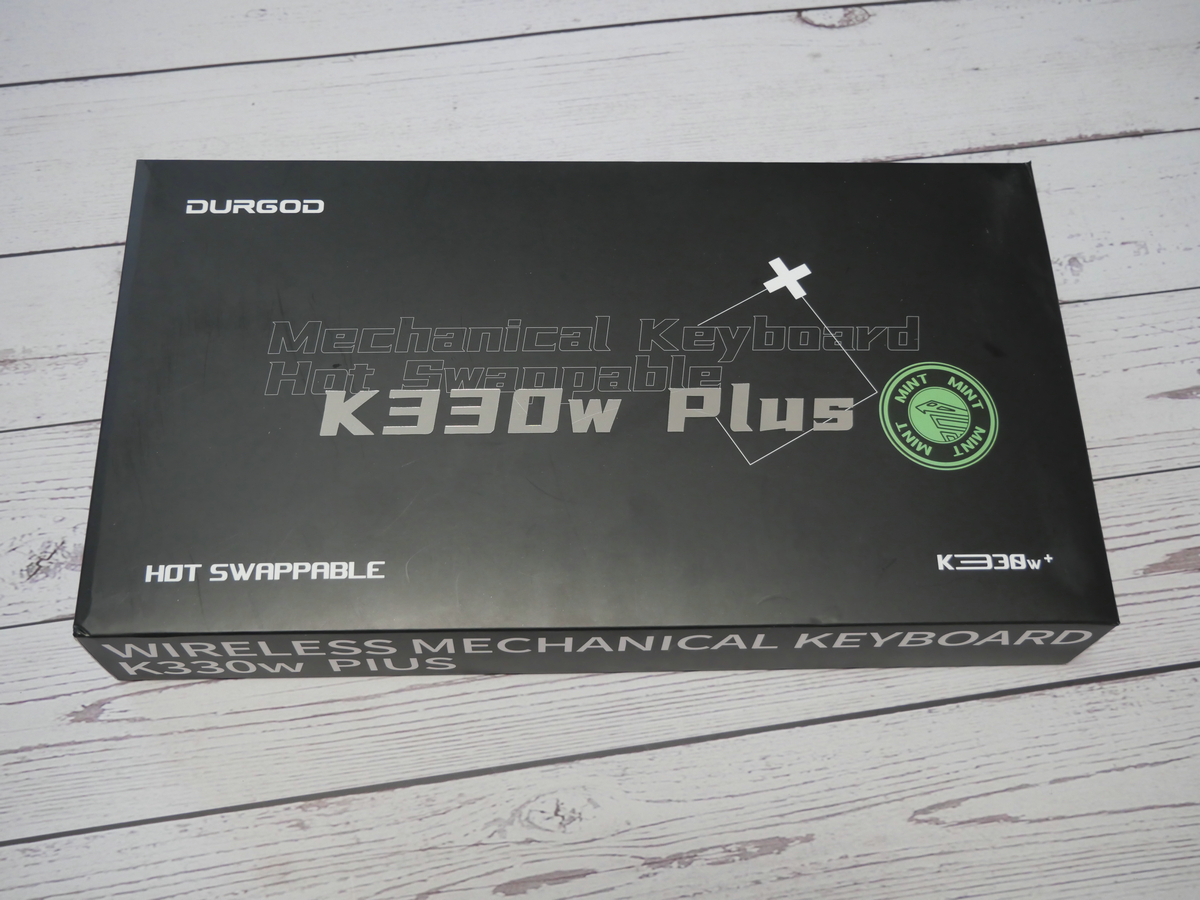 DURGOD
Mechanical Keyboard
Hot Swappable
K330w Plus
MINT MINT MINT MINT
HOT SWAPPABLE
K330w+
WIRELESS MECHANICAL KEYBOARD
K330w PlUS